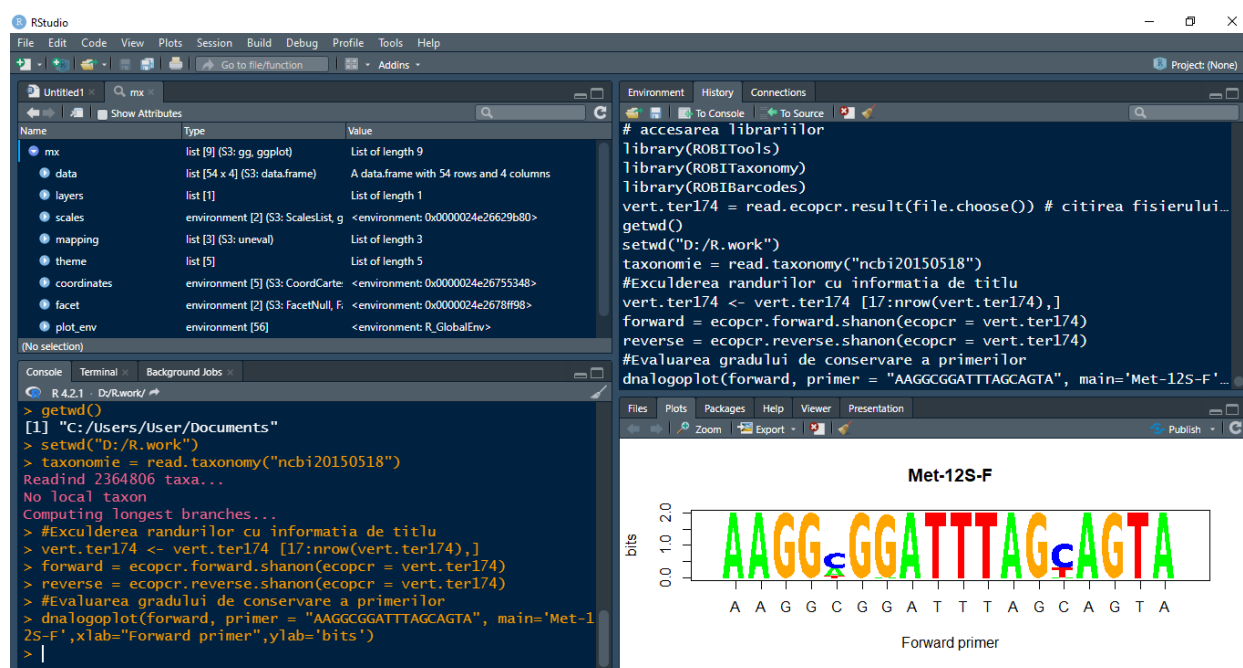 RStudio
File Edit Code View Plots Session Build Debug Profile Tools Help
Go to file/function Addins Project: (None)
Untitled1 mx
Show Attributes
Name Type Value
mx list [9] (S3: gg, ggplot) List of length 9
data list [54 x 4] (S3: data.frame) A data.frame with 54 rows and 4 columns
layers list [1] List of length 1
scales environment [2] (S3: ScalesList, g <environment: 0x0000024e26629b80>
mapping list [3] (S3: uneval) List of length 3
theme list [5] List of length 5
coordinates environment [5] (S3: CoordCarte: <environment: 0x0000024e26755348>
facet environment [2] (S3: FacetNull, F <environment: 0x0000024e2678ff98>
plot_env environment [56] <environment: R_GlobalEnv>
(No selection)
Console Terminal Background Jobs
R 4.2.1 · D:/R.work/
> getwd()
[1] "C:/Users/User/Documents"
> setwd("D:/R.work")
> taxonomie = read.taxonomy("ncbi20150518")
Readind 2364806 taxa...
No local taxon
Computing longest branches...
> #Exculderea randurilor cu informatia de titlu
> vert.ter174 <- vert.ter174 [17:nrow(vert.ter174),]
> forward = ecopcr.forward.shanon(ecopcr = vert.ter174)
> reverse = ecopcr.reverse.shanon(ecopcr = vert.ter174)
> #Evaluarea gradului de conservare a primerilor
> dnalogoplot(forward, primer = "AAGGCGGATTTAGCAGTA", main='Met-1
2S-F',xlab="Forward primer",ylab='bits')
>
Environment History Connections
To Console To Source
# accesarea librariilor
library(ROBITools)
library(ROBITaxonomy)
library(ROBIBarcodes)
vert.ter174 = read.ecopcr.result(file.choose()) # citirea fisierului…
getwd()
setwd("D:/R.work")
taxonomie = read.taxonomy("ncbi20150518")
#Exculderea randurilor cu informatia de titlu
vert.ter174 <- vert.ter174 [17:nrow(vert.ter174),]
forward = ecopcr.forward.shanon(ecopcr = vert.ter174)
reverse = ecopcr.reverse.shanon(ecopcr = vert.ter174)
#Evaluarea gradului de conservare a primerilor
dnalogoplot(forward, primer = "AAGGCGGATTTAGCAGTA", main='Met-12S-F'…
Files Plots Packages Help Viewer Presentation
Zoom Export Publish
Met-12S-F
bits
2.0
1.0
0.0
AAGGCGGATTTAGCAGTA
A A G G C G G A T T T A G C A G T A
Forward primer